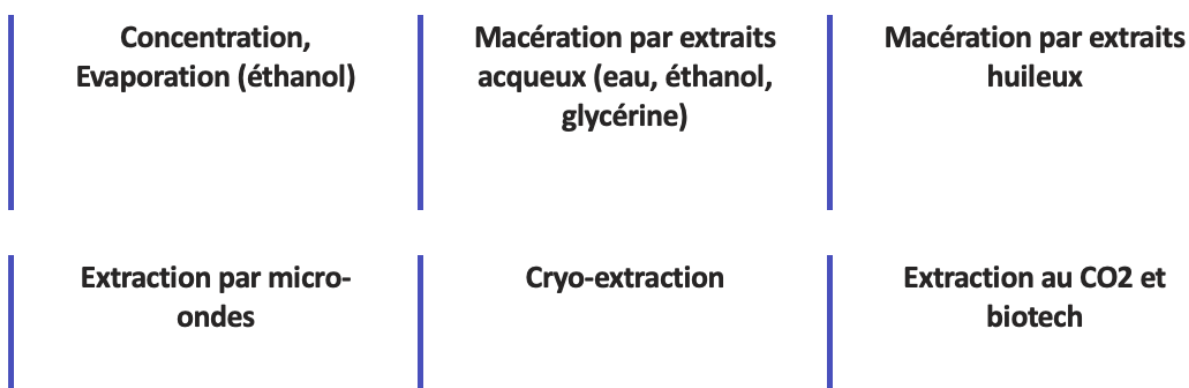 Concentration,
Evaporation (éthanol)
Macération par extraits
acqueux (eau, éthanol,
glycérine)
Macération par extraits
huileux
Extraction par micro-
ondes
Cryo-extraction
Extraction au CO2 et
biotech